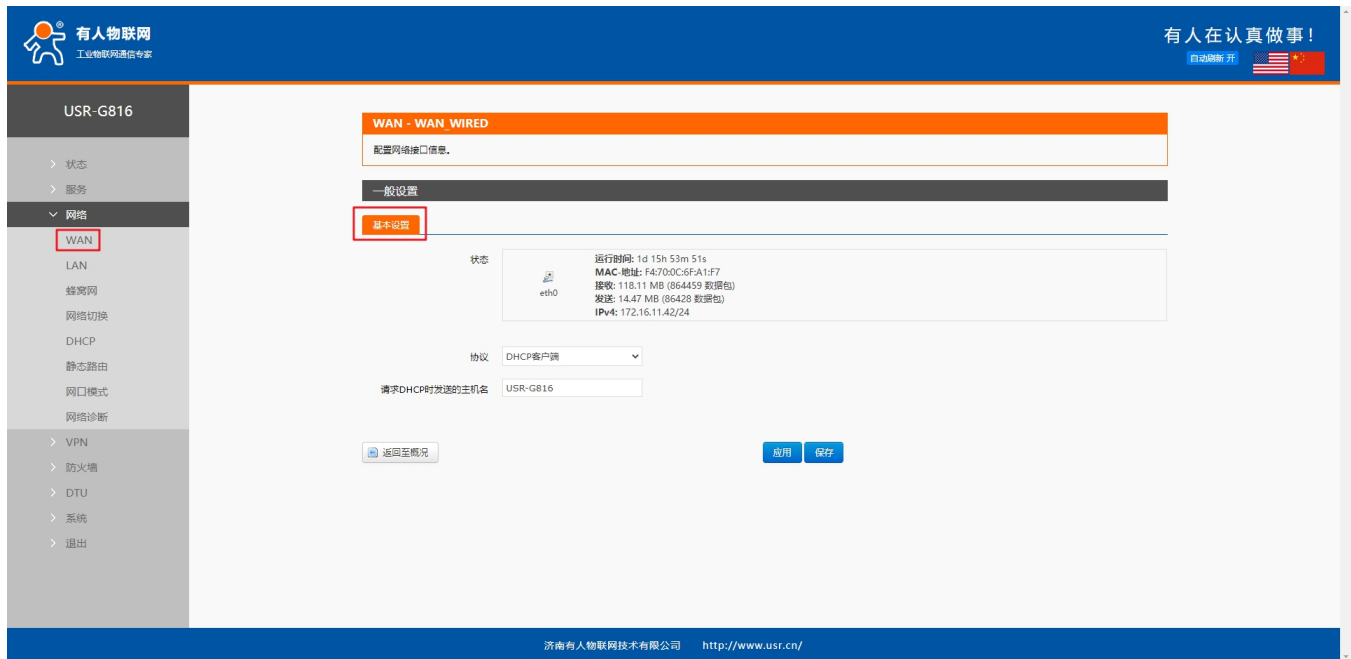 有人物联网
工业物联网通信专家
有人在认真做事!
自动刷新 开
USR-G816
状态
服务
网络
WAN
LAN
蜂窝网
网络切换
DHCP
静态路由
网口模式
网络诊断
VPN
防火墙
DTU
系统
退出
WAN - WAN_WIRED
配置网络接口信息。
一般设置
基本设置
状态
eth0
运行时间: 1d 15h 53m 51s
MAC-地址: F4:70:0C:6F:A1:F7
接收: 118.11 MB (864459 数据包)
发送: 14.47 MB (86428 数据包)
IPv4: 172.16.11.42/24
协议 DHCP客户端
请求DHCP时发送的主机名 USR-G816
返回至概况 应用 保存
济南有人物联网技术有限公司 http://www.usr.cn/